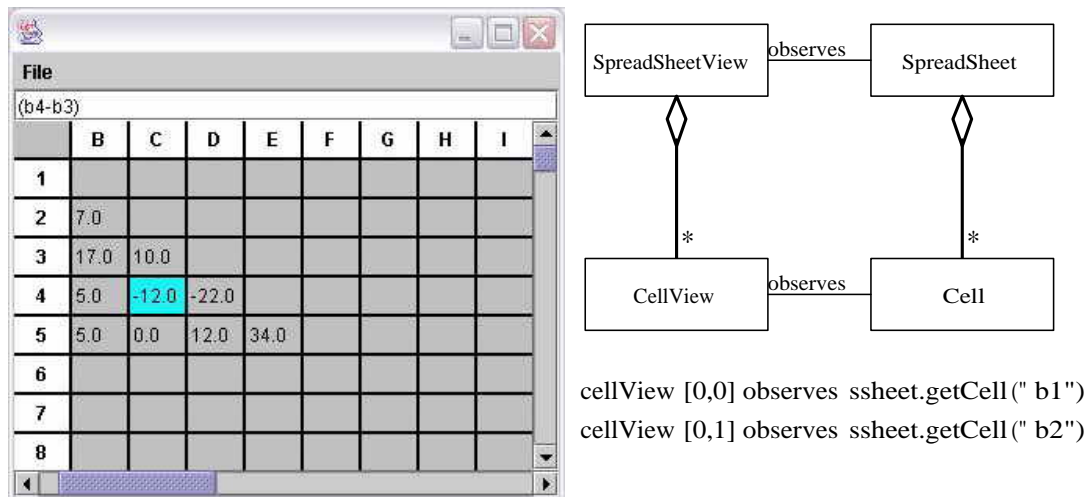 File
(b4-b3)
B C D E F G H I
1
2 7.0
3 17.0 10.0
4 5.0 -12.0 -22.0
5 5.0 0.0 12.0 34.0
6
7
8
SpreadSheetView observes SpreadSheet
* *
CellView observes Cell
cellView [0,0] observes ssheet.getCell(" b1")
cellView [0,1] observes ssheet.getCell(" b2")